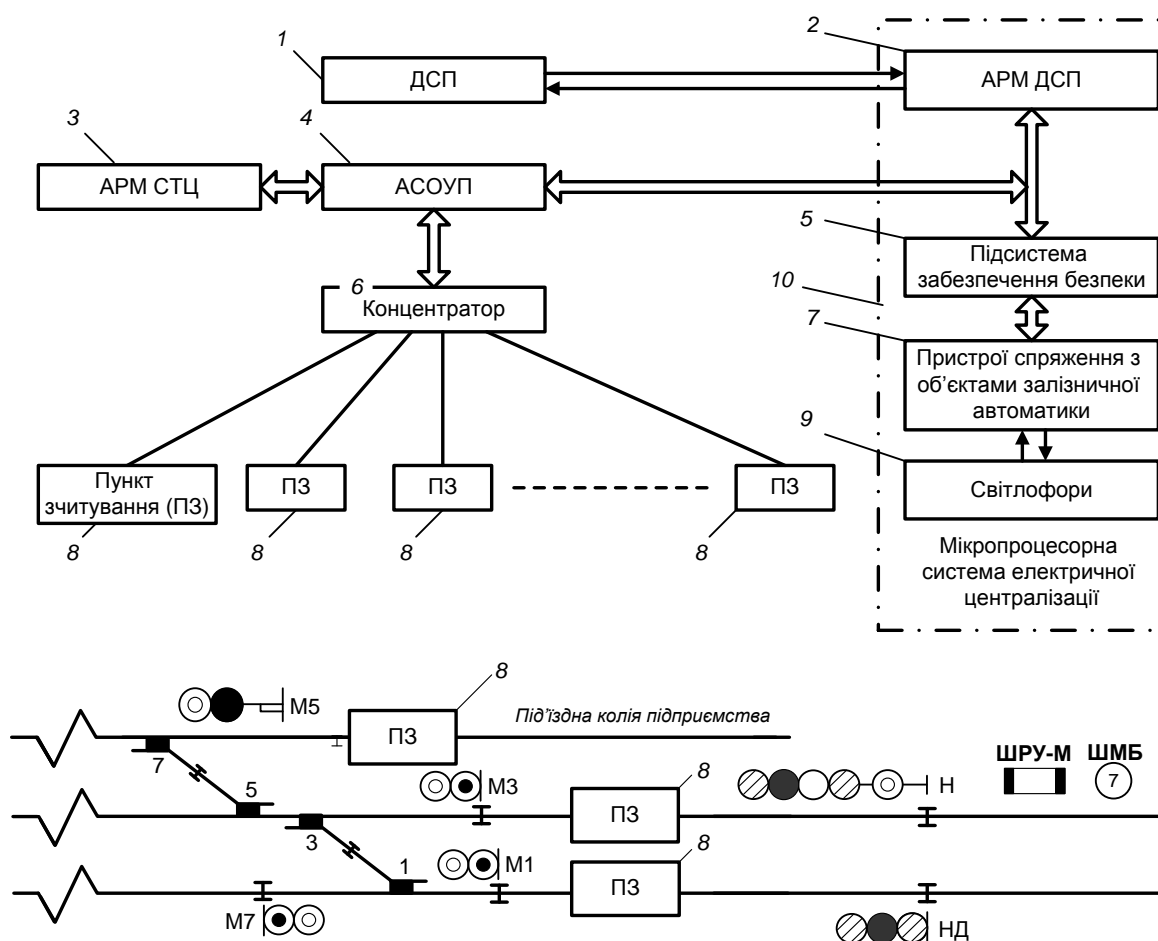 1
2
ДСП
АРМ ДСП
3
4
АРМ СТЦ
АСОУП
5
Підсистема
забезпечення безпеки
10
6
Концентратор
7
Пристрої спряження з
об’єктами залізничної
автоматики
9
Пункт
зчитування (ПЗ)
ПЗ
ПЗ
ПЗ
Світлофори
8
8
8
8
Мікропроцесорна
система електричної
централізації
8
М5
ПЗ
Під’їздна колія підприємства
7
ШРУ-М
ШМБ
7
5
М3
8
ПЗ
Н
3
1
М1
8
ПЗ
М7
НД